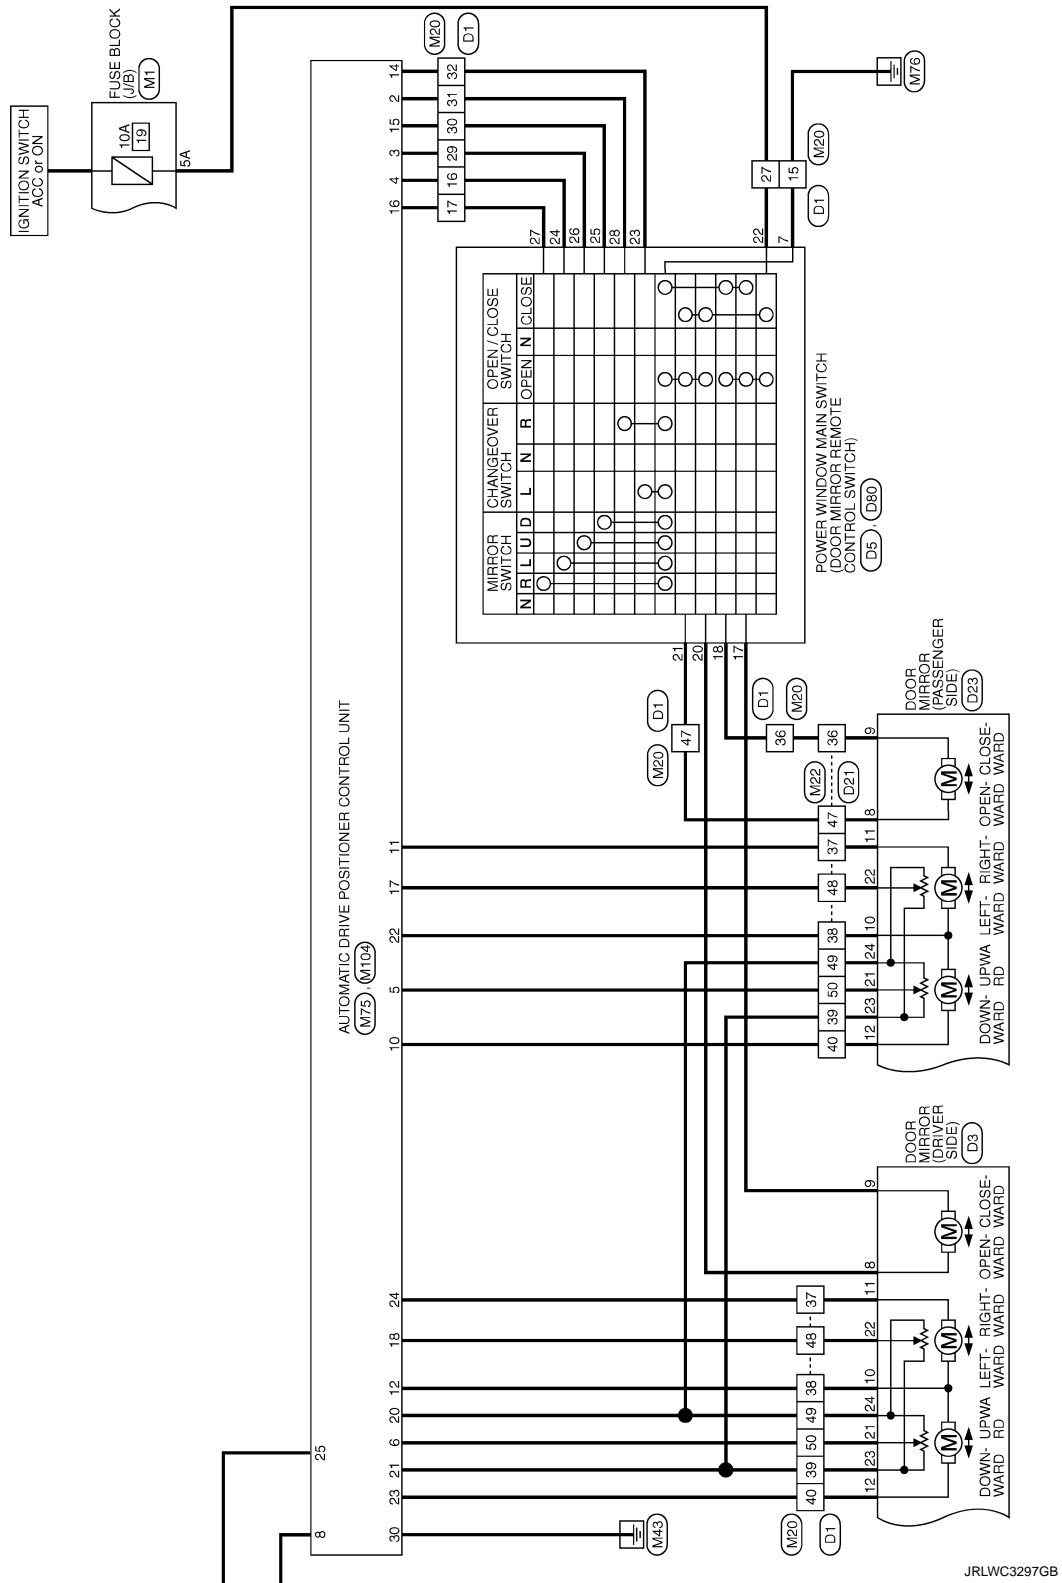 IGNITION SWITCH
ACC or ON
FUSE BLOCK
(J/B)
M1
10A
19
5A
M20
D1
14
2
15
3
4
16
32
31
30
29
16
17
27
24
26
25
28
23
22
7
27
15
M20
D1
M76
MIRROR
SWITCH
CHANGEOVER
SWITCH
OPEN / CLOSE
SWITCH
N
R
L
U
D
L
N
R
OPEN
N
CLOSE
POWER WINDOW MAIN SWITCH
(DOOR MIRROR REMOTE
CONTROL SWITCH)
D5 , D80
21
20
18
17
D1
47
M20
D1
M20
36
36
M22
D21
AUTOMATIC DRIVE POSITIONER CONTROL UNIT
M75 , M104
11
17
22
5
10
47
37
48
38
49
50
39
40
9
8
11
22
10
24
21
23
12
DOOR
MIRROR
(PASSENGER
SIDE)
D23
M
M
M
DOWN-
WARD
UPWA
RD
LEFT-
WARD
RIGHT-
WARD
OPEN-
WARD
CLOSE-
WARD
24
18
12
20
6
21
23
30
25
8
37
48
38
49
50
39
40
M20
D1
M43
9
8
11
22
10
24
21
23
12
DOOR
MIRROR
(DRIVER
SIDE)
D3
M
M
M
DOWN-
WARD
UPWA
RD
LEFT-
WARD
RIGHT-
WARD
OPEN-
WARD
CLOSE-
WARD
JRLWC3297GB